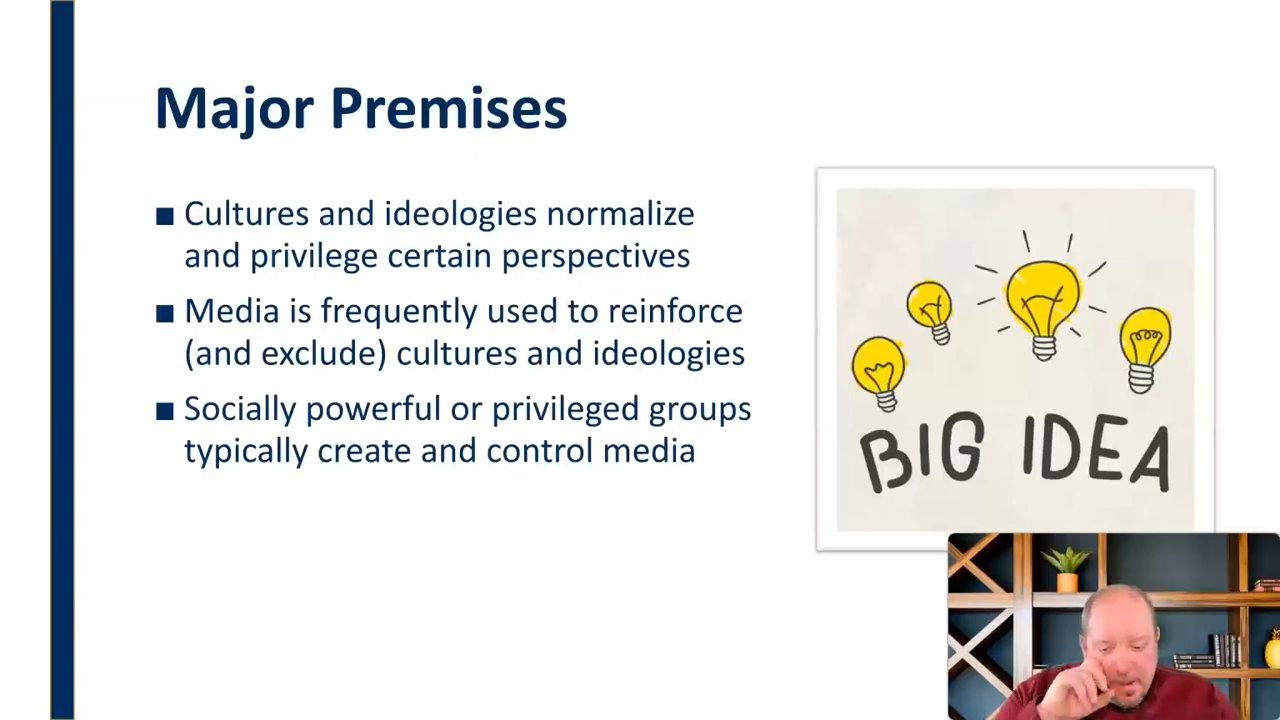 Major Premises
■ Cultures and ideologies normalize
and privilege certain perspectives
■ Media is frequently used to reinforce
(and exclude) cultures and ideologies
■ Socially powerful or privileged groups
typically create and control media
BIG IDEA